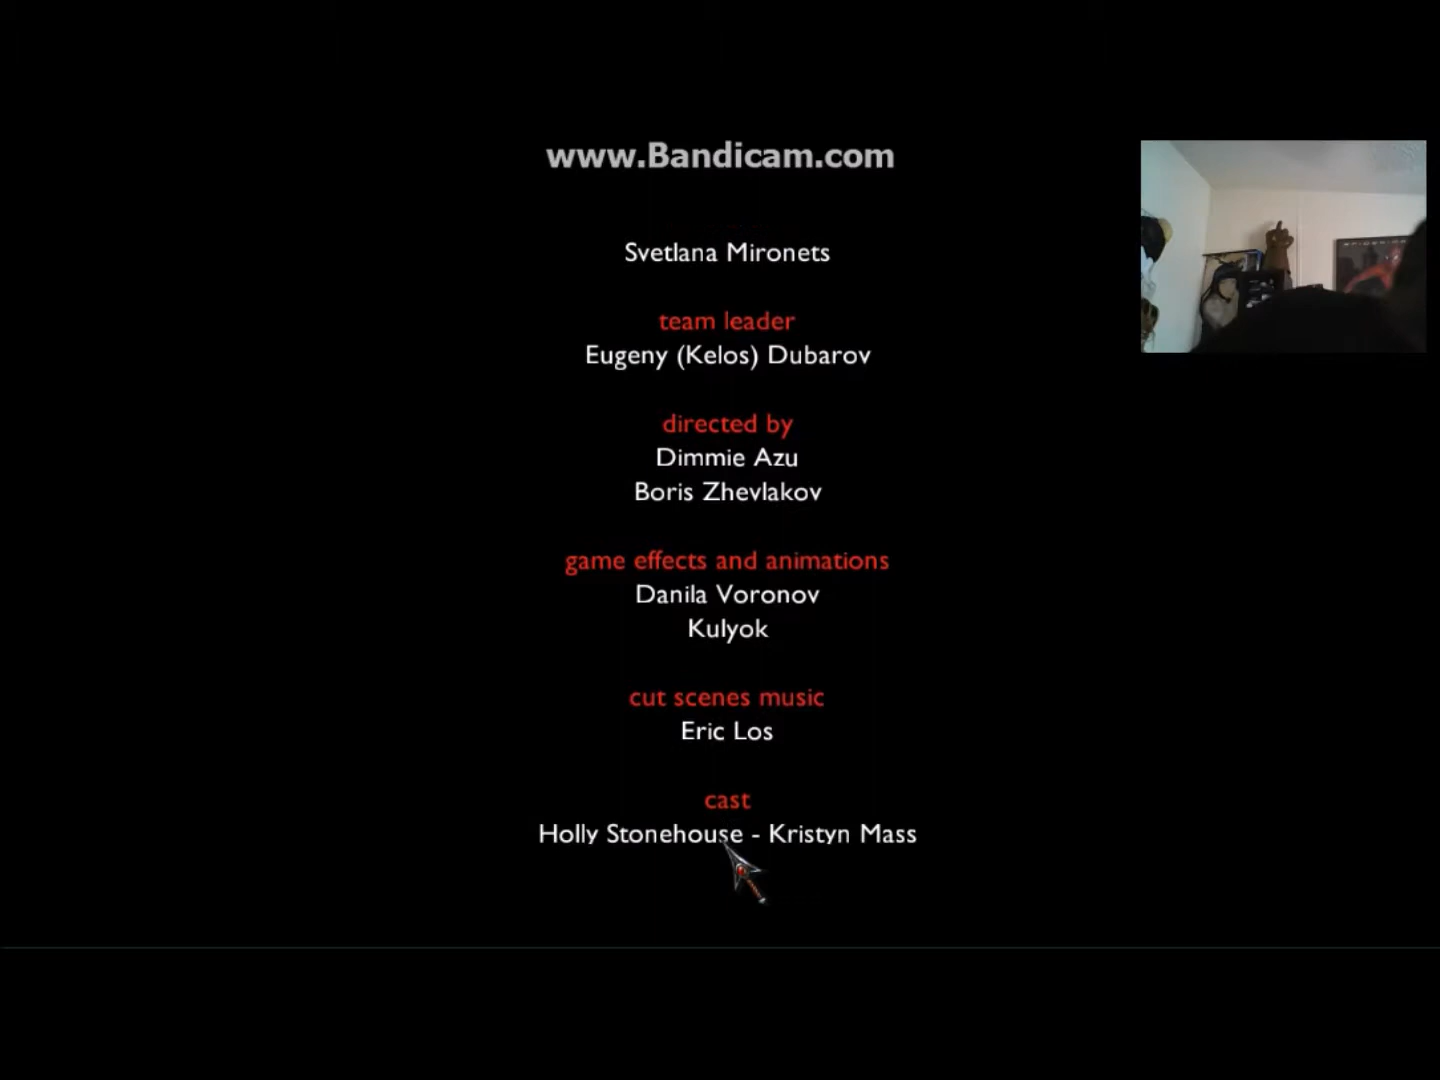 www.Bandicam.com
Svetlana Mironets
team leader
Eugeny (Kelos) Dubarov
directed by
Dimmie Azu
Boris Zhevlakov
game effects and animations
Danila Voronov
Kulyok
cut scenes music
Eric Los
cast
Holly Stonehouse - Kristyn Mass